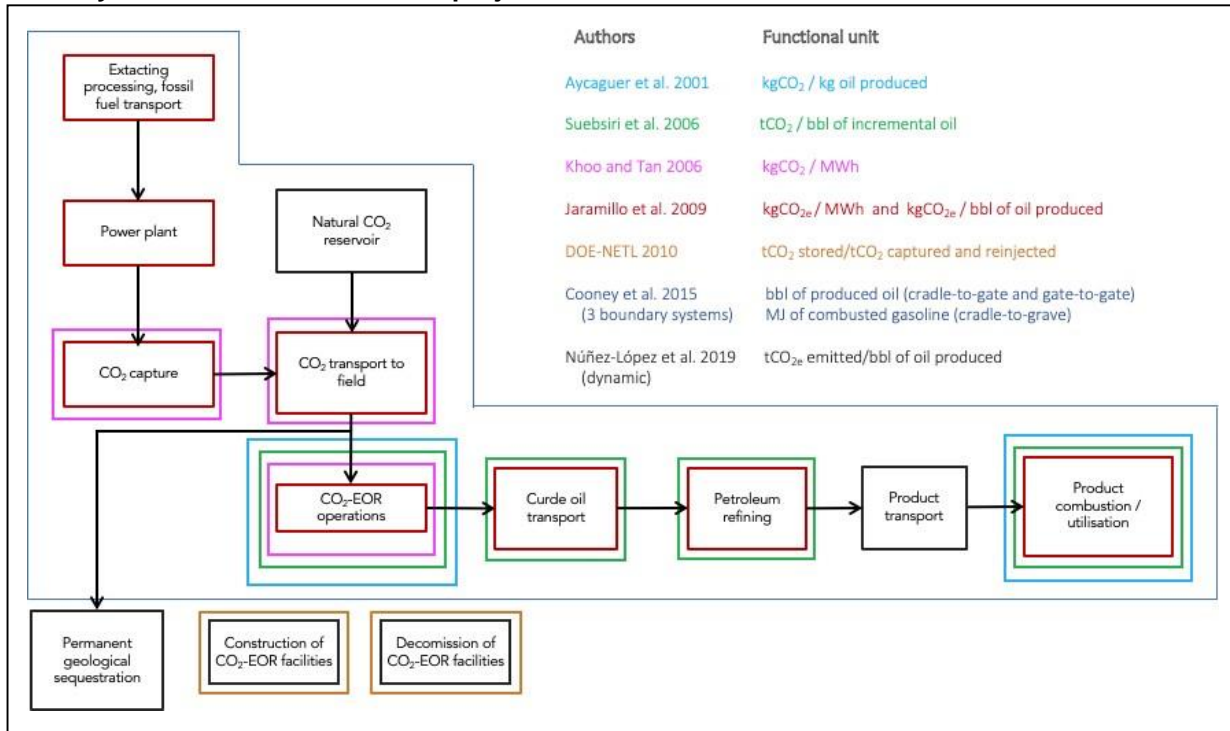 Authors Functional unit
Aycaguer et al. 2001 kgCO₂ / kg oil produced
Suebsiri et al. 2006 tCO₂ / bbl of incremental oil
Khoo and Tan 2006 kgCO₂ / MWh
Jaramillo et al. 2009 kgCO₂ₑ / MWh and kgCO₂ₑ / bbl of oil produced
DOE-NETL 2010 tCO₂ stored/tCO₂ captured and reinjected
Cooney et al. 2015 bbl of produced oil (cradle-to-gate and gate-to-gate)
(3 boundary systems) MJ of combusted gasoline (cradle-to-grave)
Núñez-López et al. 2019 tCO₂ₑ emitted/bbl of oil produced
(dynamic)
Extacting
processing, fossil
fuel transport
Power plant
Natural CO₂
reservoir
CO₂ capture
CO₂ transport to
field
CO₂-EOR
operations
Curde oil
transport
Petroleum
refining
Product
transport
Product
combustion /
utilisation
Permanent
geological
sequestration
Construction of
CO₂-EOR facilities
Decomission of
CO₂-EOR facilities